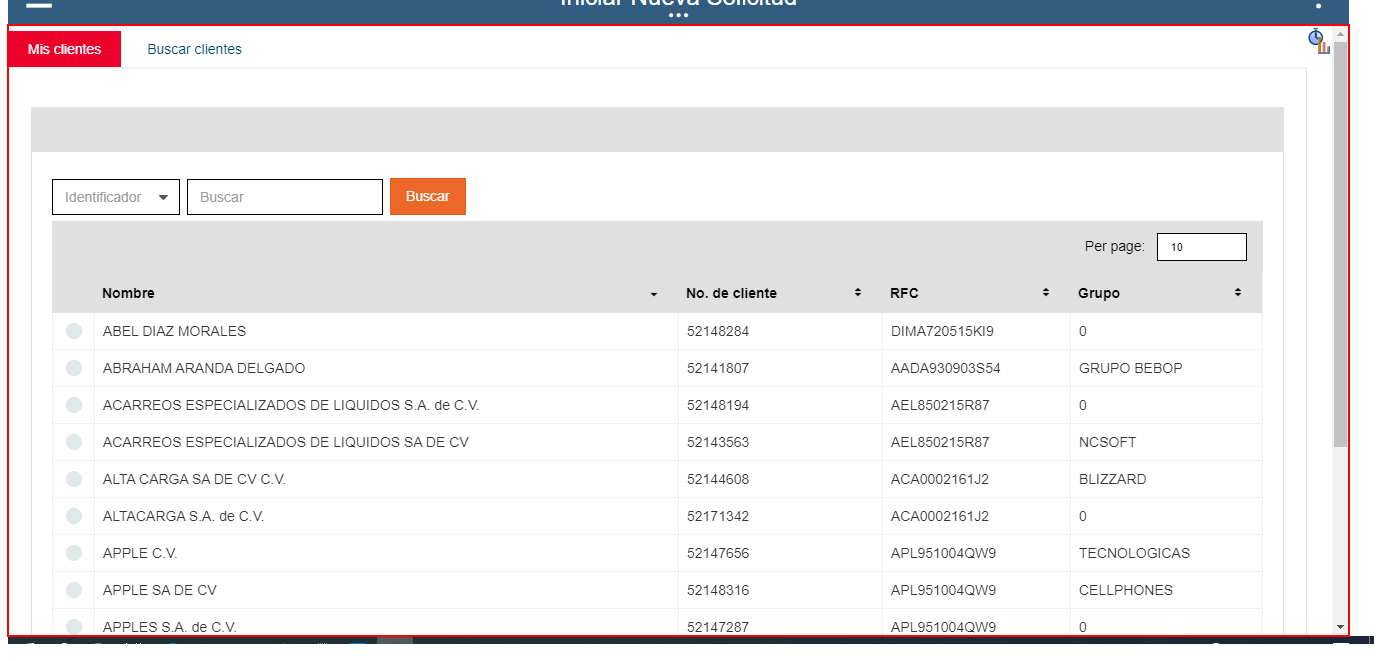 Iniciar Nueva Solicitud
Mis clientes Buscar clientes
Identificador Buscar Buscar
Per page: 10
Nombre No. de cliente RFC Grupo
ABEL DIAZ MORALES 52148284 DIMA720515KI9 0
ABRAHAM ARANDA DELGADO 52141807 AADA930903S54 GRUPO BEBOP
ACARREOS ESPECIALIZADOS DE LIQUIDOS S.A. de C.V. 52148194 AEL850215R87 0
ACARREOS ESPECIALIZADOS DE LIQUIDOS SA DE CV 52143563 AEL850215R87 NCSOFT
ALTA CARGA SA DE CV C.V. 52144608 ACA0002161J2 BLIZZARD
ALTACARGA S.A. de C.V. 52171342 ACA0002161J2 0
APPLE C.V. 52147656 APL951004QW9 TECNOLOGICAS
APPLE SA DE CV 52148316 APL951004QW9 CELLPHONES
APPLES S.A. de C.V. 52147287 APL951004QW9 0